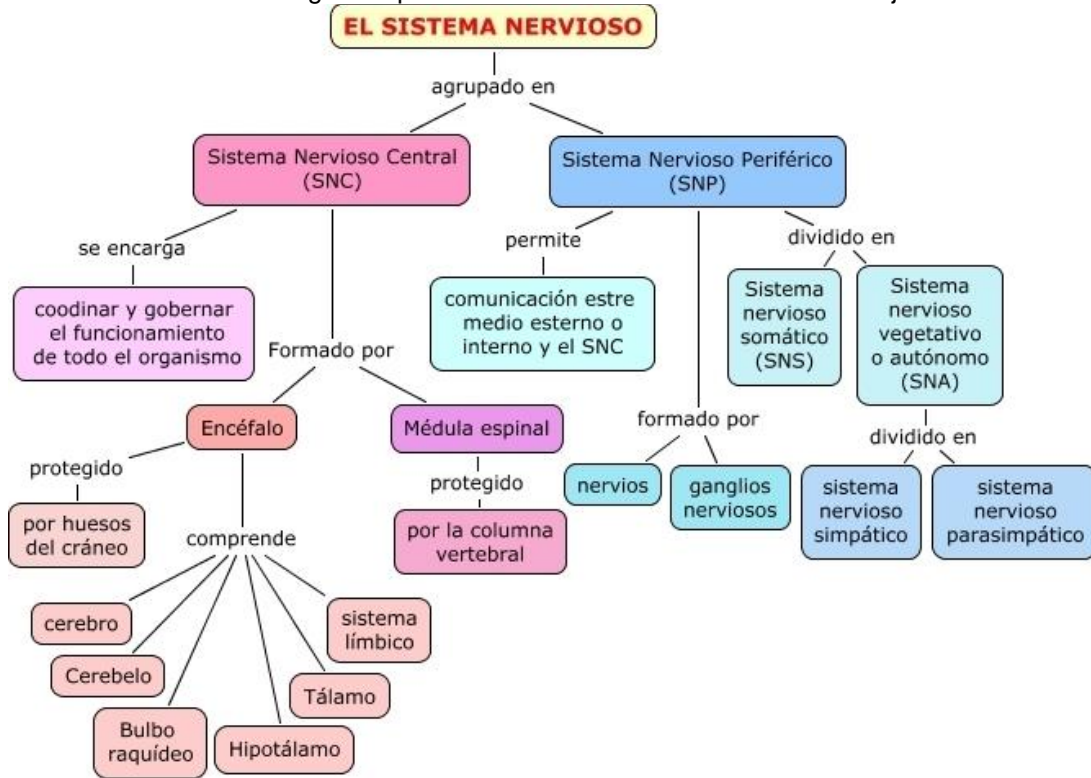 EL SISTEMA NERVIOSO
agrupado en
Sistema Nervioso Central
(SNC)
Sistema Nervioso Periférico
(SNP)
se encarga
coodinar y gobernar
el funcionamiento
de todo el organismo
Formado por
permite
comunicación estre
medio esterno o
interno y el SNC
dividido en
Sistema
nervioso
somático
(SNS)
Sistema
nervioso
vegetativo
o autónomo
(SNA)
Encéfalo
Médula espinal
formado por
dividido en
protegido
por huesos
del cráneo
comprende
protegido
por la columna
vertebral
nervios
ganglios
nerviosos
sistema
nervioso
simpático
sistema
nervioso
parasimpático
cerebro
Cerebelo
Bulbo
raquídeo
Hipotálamo
Tálamo
sistema
límbico